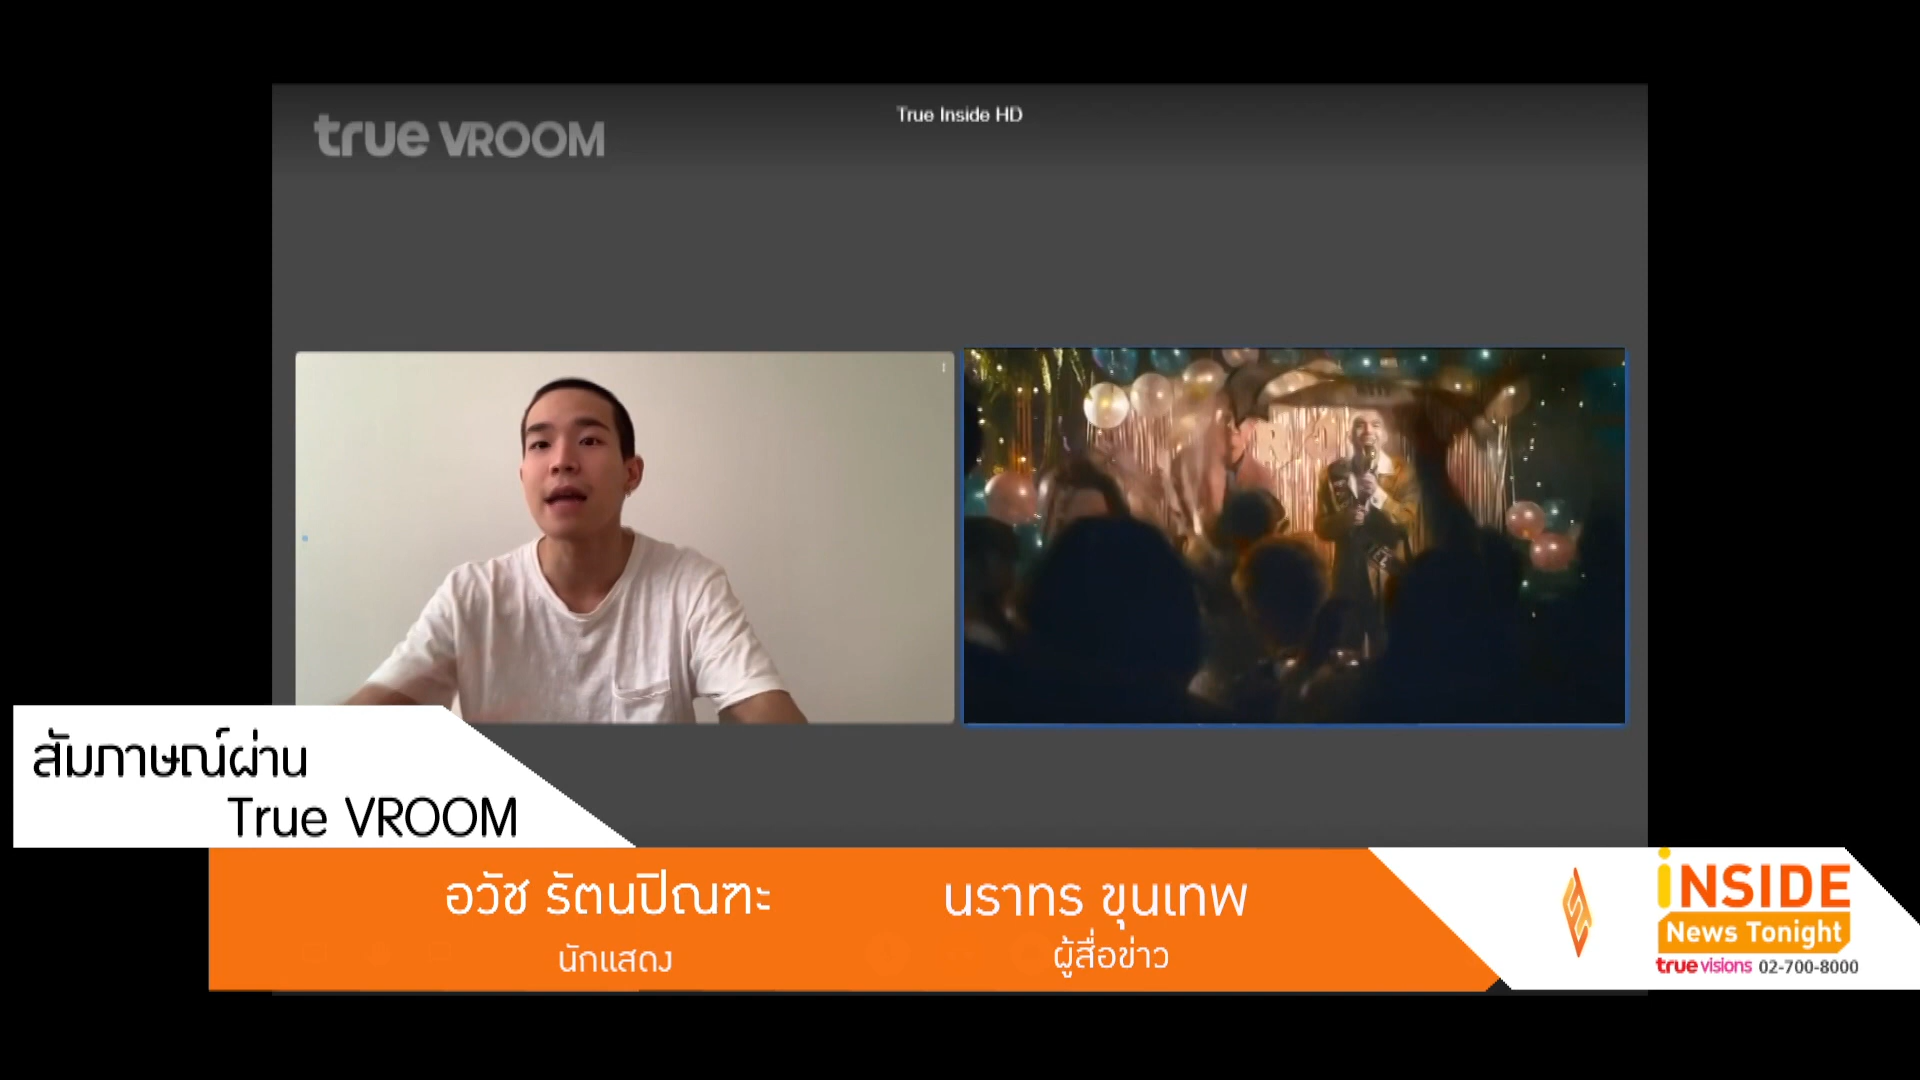 true VROOM
True Inside HD
สัมภาษณ์ผ่าน
True VROOM
อวัช รัตนปิณฑะ
นักแสดง
นราทร ขุนเทพ
ผู้สื่อข่าว
iNSIDE
News Tonight
true visions 02-700-8000